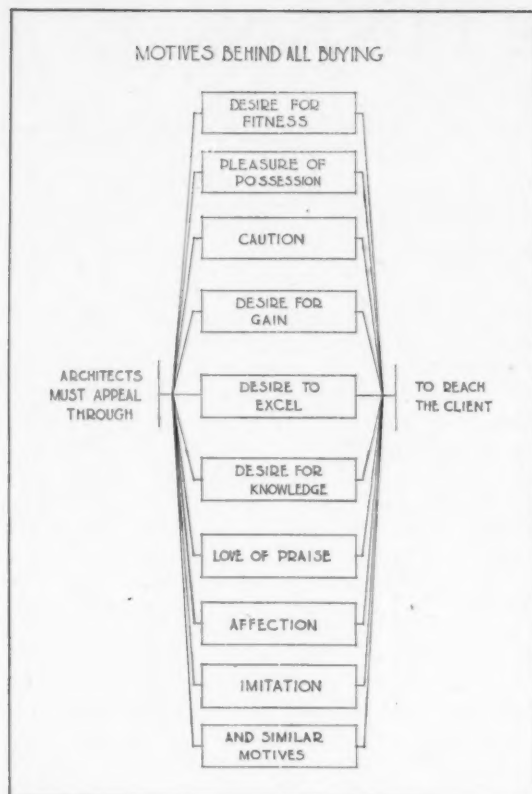 MOTIVES BEHIND ALL BUYING
DESIRE FOR
FITNESS
PLEASURE OF
POSSESSION
CAUTION
DESIRE FOR
GAIN
ARCHITECTS
MUST APPEAL
THROUGH
DESIRE TO
EXCEL
TO REACH
THE CLIENT
DESIRE FOR
KNOWLEDGE
LOVE OF PRAISE
AFFECTION
IMITATION
AND SIMILAR
MOTIVES